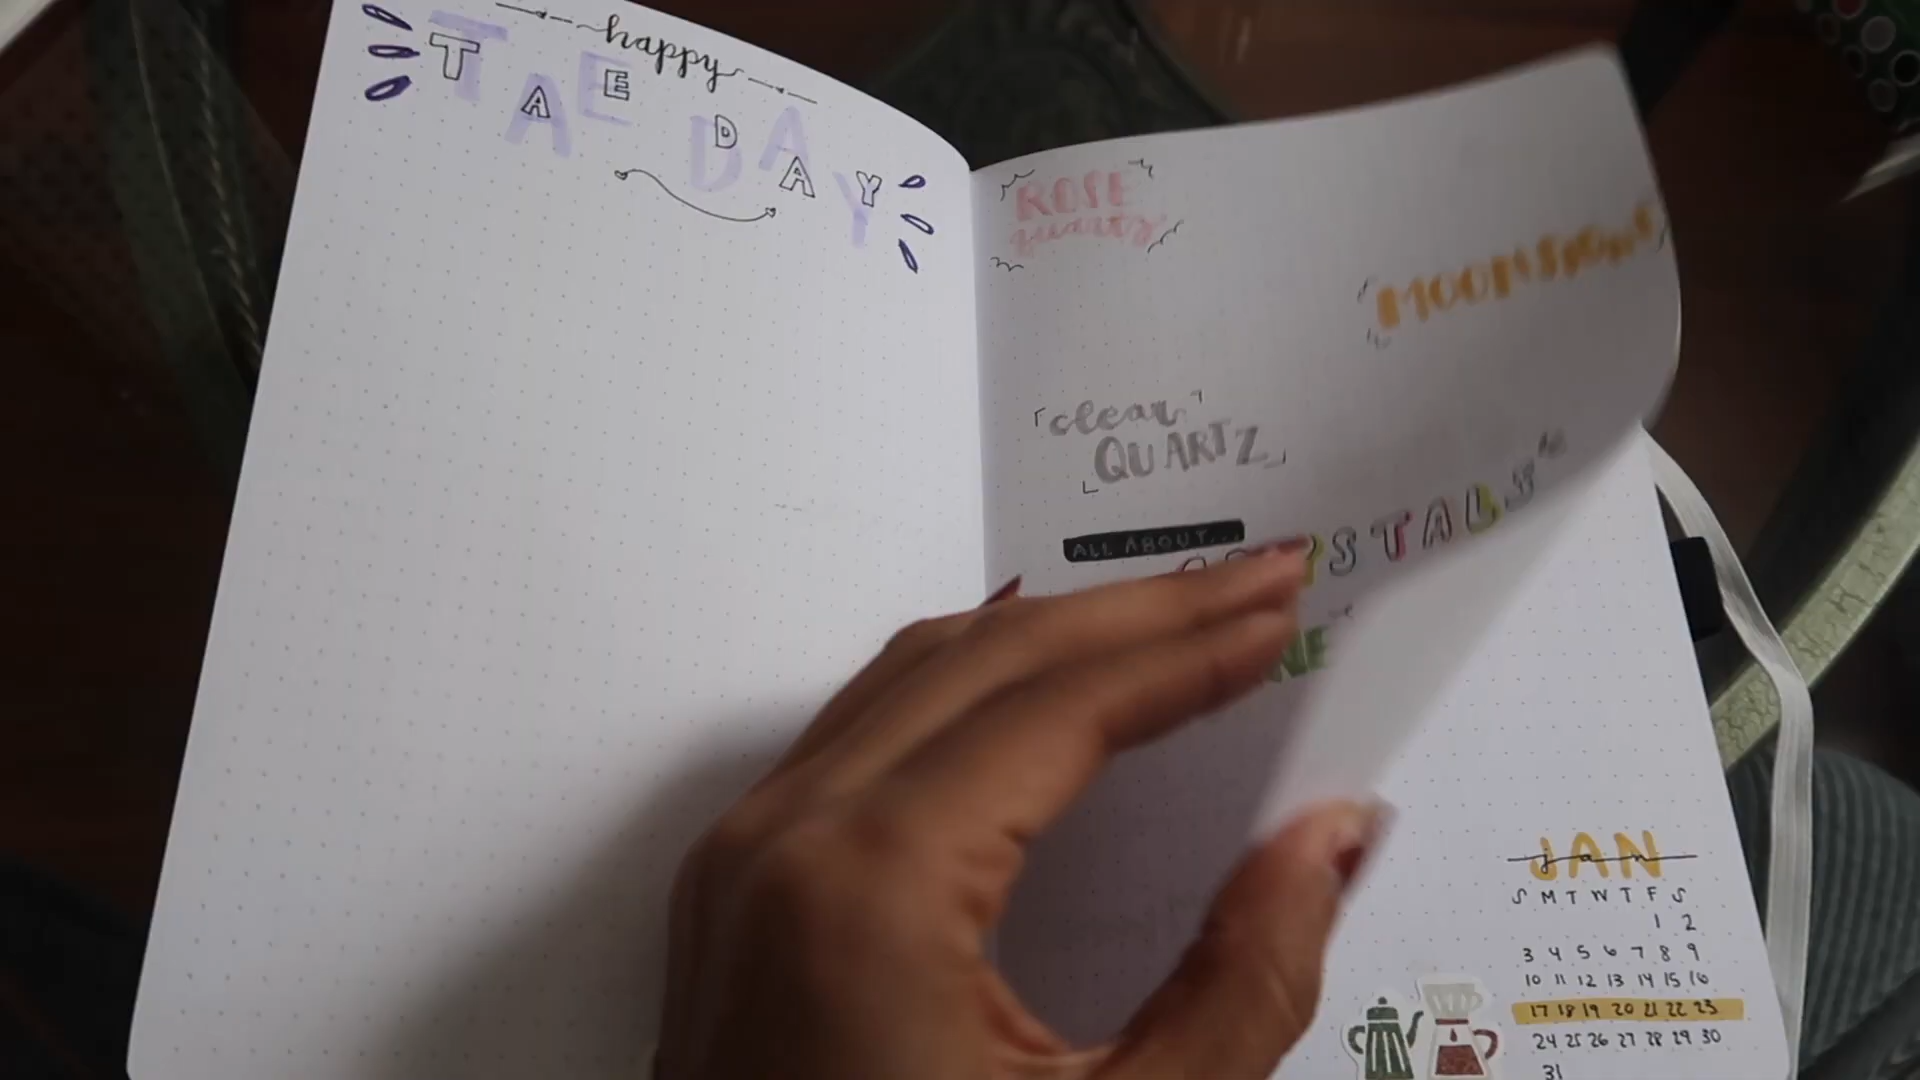 happy
TAE DAY
ROSE
quartz
MOONSTONE
clear
QUARTZ
ALL ABOUT...
CRYSTALS
JAN
jan
S M T W T F S
1 2
3 4 5 6 7 8 9
10 11 12 13 14 15 16
17 18 19 20 21 22 23
24 25 26 27 28 29 30
31